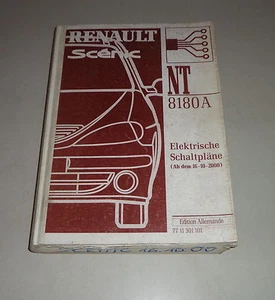 RENAULT
Scénic
NT
8180A
Elektrische
Schaltpläne
(Ab dem 16-10-2000)
Edition Allemande
77 11 301 101
SCENIC 16.10.00